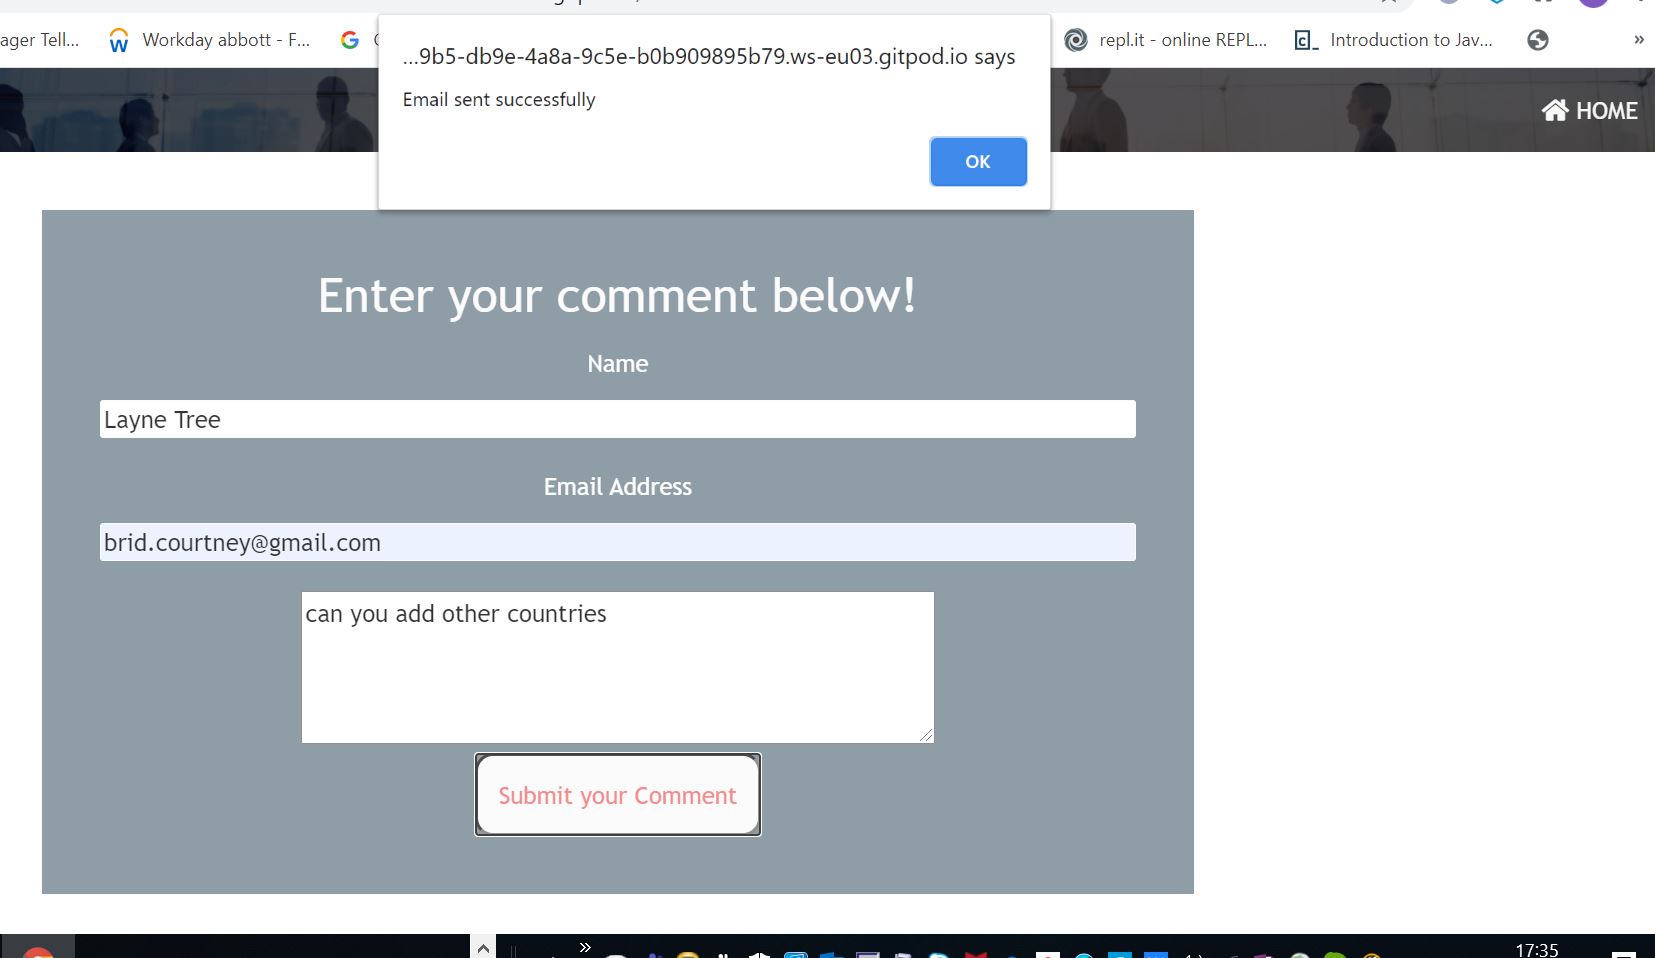 ager Tell...
Workday abbott - F...
repl.it - online REPL...
Introduction to Jav...
»
...9b5-db9e-4a8a-9c5e-b0b909895b79.ws-eu03.gitpod.io says
Email sent successfully
OK
HOME
Enter your comment below!
Name
Layne Tree
Email Address
brid.courtney@gmail.com
can you add other countries
Submit your Comment
17:35